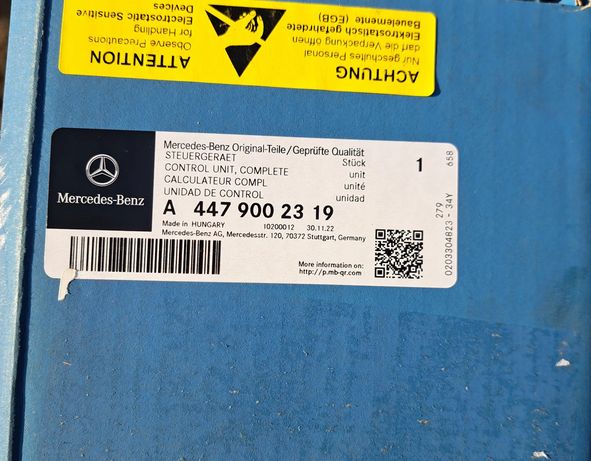 ACHTUNG
Nur geschultes Personal
darf die Verpackung öffnen
Elektrostatisch gefährdete
Bauelemente (EGB)
ATTENTION
Observe Precautions
for Handling
Electrostatic Sensitive
Devices
Mercedes-Benz
Mercedes-Benz Original-Teile/Geprüfte Qualität
STEUERGERAET Stück
CONTROL UNIT, COMPLETE unit
CALCULATEUR COMPL unité
UNIDAD DE CONTROL unidad
1
A 447 900 23 19
Made in HUNGARY 10200012 30.11.22
Mercedes-Benz AG, Mercedesstr. 120, 70372 Stuttgart, Germany
More information on:
http://p.mb-qr.com
658
279
0203304823 - 34Y